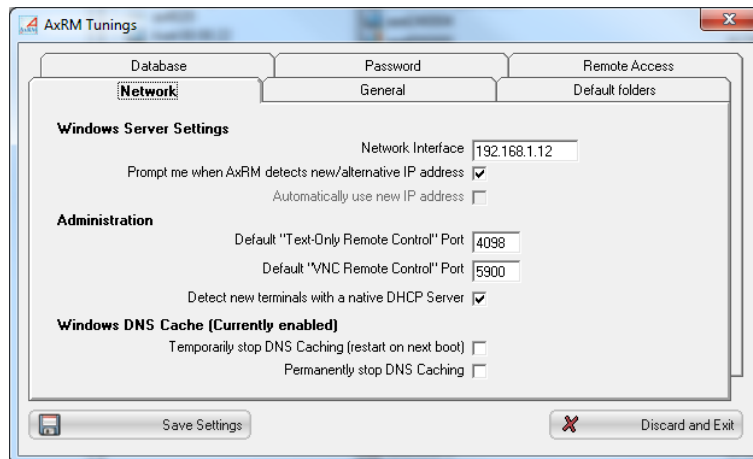 AxRM Tunings
Database Password Remote Access
Network General Default folders
Windows Server Settings
Network Interface 192.168.1.12
Prompt me when AxRM detects new/alternative IP address
Automatically use new IP address
Administration
Default "Text-Only Remote Control" Port 4098
Default "VNC Remote Control" Port 5900
Detect new terminals with a native DHCP Server
Windows DNS Cache (Currently enabled)
Temporarily stop DNS Caching (restart on next boot)
Permanently stop DNS Caching
Save Settings Discard and Exit